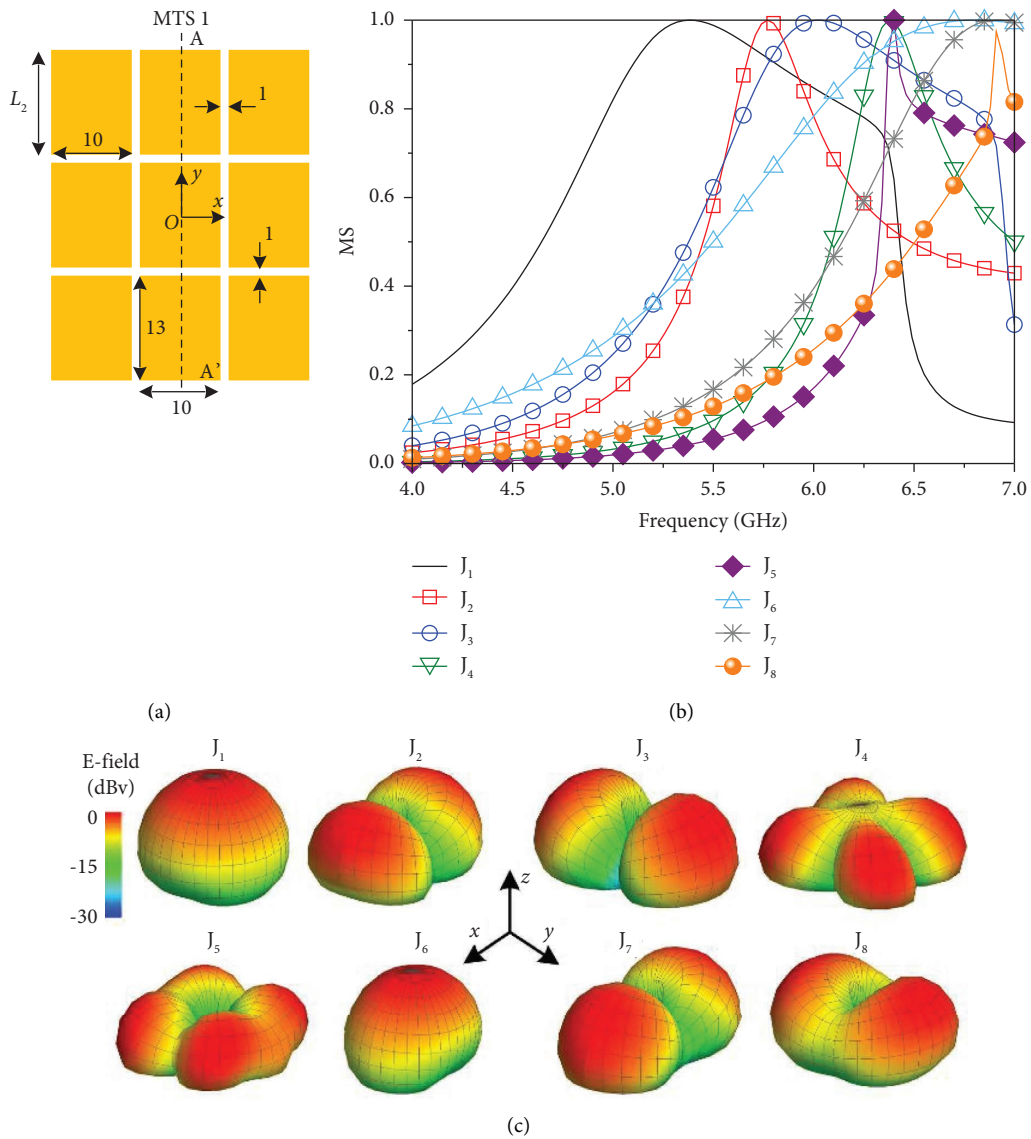 MTS 1
A
L₂
1
10
y
x
O
1
13
A'
10
(a)
MS
1.0
0.8
0.6
0.4
0.2
0.0
4.0 4.5 5.0 5.5 6.0 6.5 7.0
Frequency (GHz)
J₁ J₅
J₂ J₆
J₃ J₇
J₄ J₈
(b)
E-field
(dBv)
0
-15
-30
J₁ J₂ J₃ J₄
z
x y
J₅ J₆ J₇ J₈
(c)